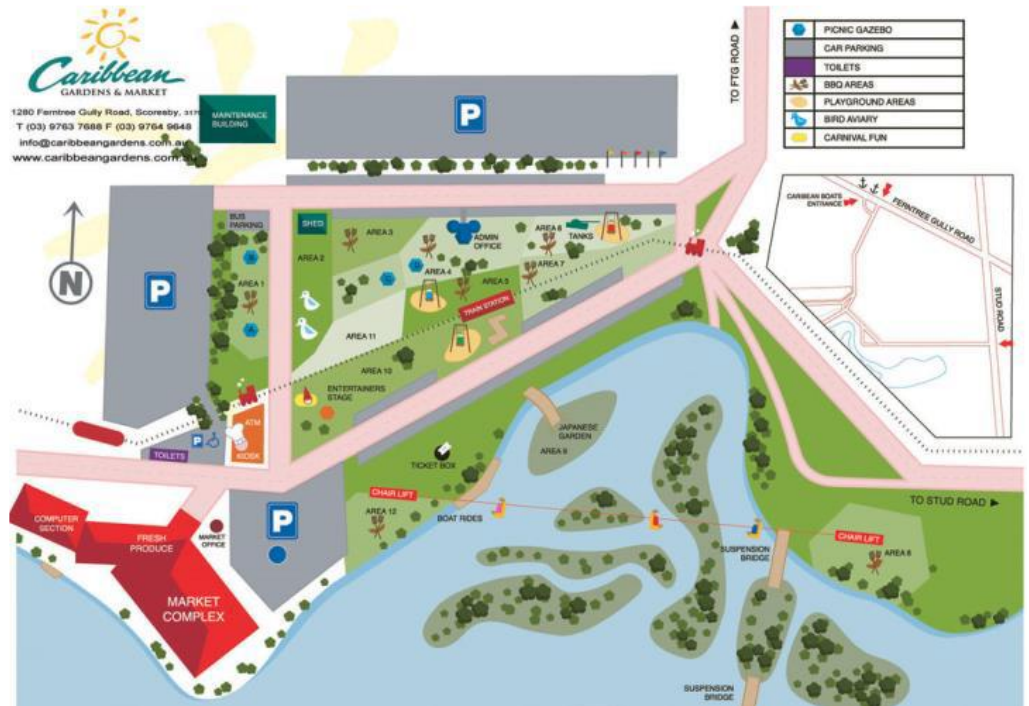 Caribbean
GARDENS & MARKET
1280 Ferntree Gully Road, Scoresby,
T (03) 9763 7688 F (03) 9764 9648
info@caribbeangardens.com.au
www.caribbeangardens.com.au
MAINTENANCE
BUILDING
P
TO FTG ROAD
PICNIC GAZEBO
CAR PARKING
TOILETS
BBQ AREAS
PLAYGROUND AREAS
BIRD AVIARY
CARNIVAL FUN
CARIBEAN BOATS
ENTRANCE
FERNTREE GULLY ROAD
STUD ROAD
N
P
BUS
PARKING
AREA 1
SHED
AREA 2
AREA 3
ADMIN
OFFICE
AREA 4
AREA 5
AREA 6
TANKS
AREA 7
TRAIN STATION
AREA 11
AREA 10
ENTERTAINERS
STAGE
ATM
KIOSK
P
TOILETS
JAPANESE
GARDEN
AREA 9
TICKET BOX
CHAIR LIFT
BOAT RIDES
AREA 12
P
COMPUTER
SECTION
FRESH
PRODUCE
MARKET
OFFICE
MARKET
COMPLEX
TO STUD ROAD
CHAIR LIFT
AREA 8
SUSPENSION
BRIDGE
SUSPENSION
BRIDGE